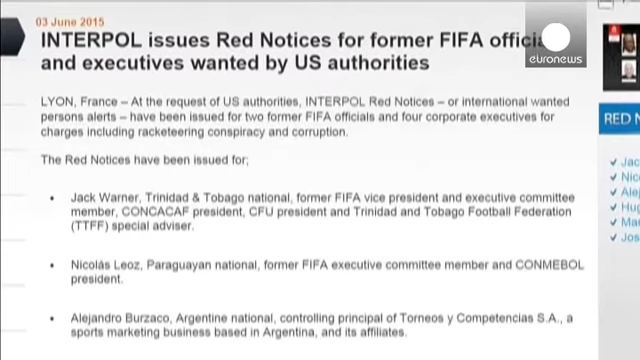 03 June 2015
INTERPOL issues Red Notices for former FIFA offici
and executives wanted by US authorities
euronews
LYON, France – At the request of US authorities, INTERPOL Red Notices – or international wanted
persons alerts – have been issued for two former FIFA officials and four corporate executives for
charges including racketeering conspiracy and corruption.
The Red Notices have been issued for;
• Jack Warner, Trinidad & Tobago national, former FIFA vice president and executive committee
member, CONCACAF president, CFU president and Trinidad and Tobago Football Federation
(TTFF) special adviser.
• Nicolás Leoz, Paraguayan national, former FIFA executive committee member and CONMEBOL
president.
• Alejandro Burzaco, Argentine national, controlling principal of Torneos y Competencias S.A., a
sports marketing business based in Argentina, and its affiliates.
RED N
✓ Jac
✓ Nic
✓ Alej
✓ Hug
✓ Mar
✓ Jos